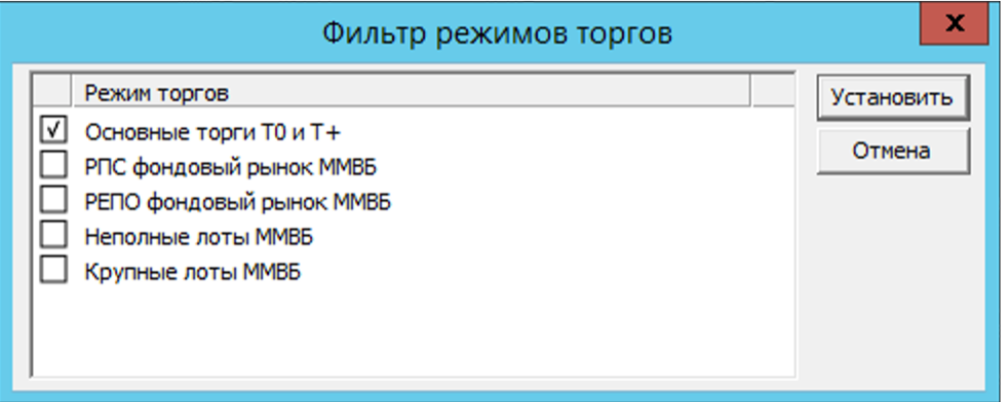 Фильтр режимов торгов
x
Режим торгов
Установить
Основные торги Т0 и Т+
Отмена
РПС фондовый рынок ММВБ
РЕПО фондовый рынок ММВБ
Неполные лоты ММВБ
Крупные лоты ММВБ